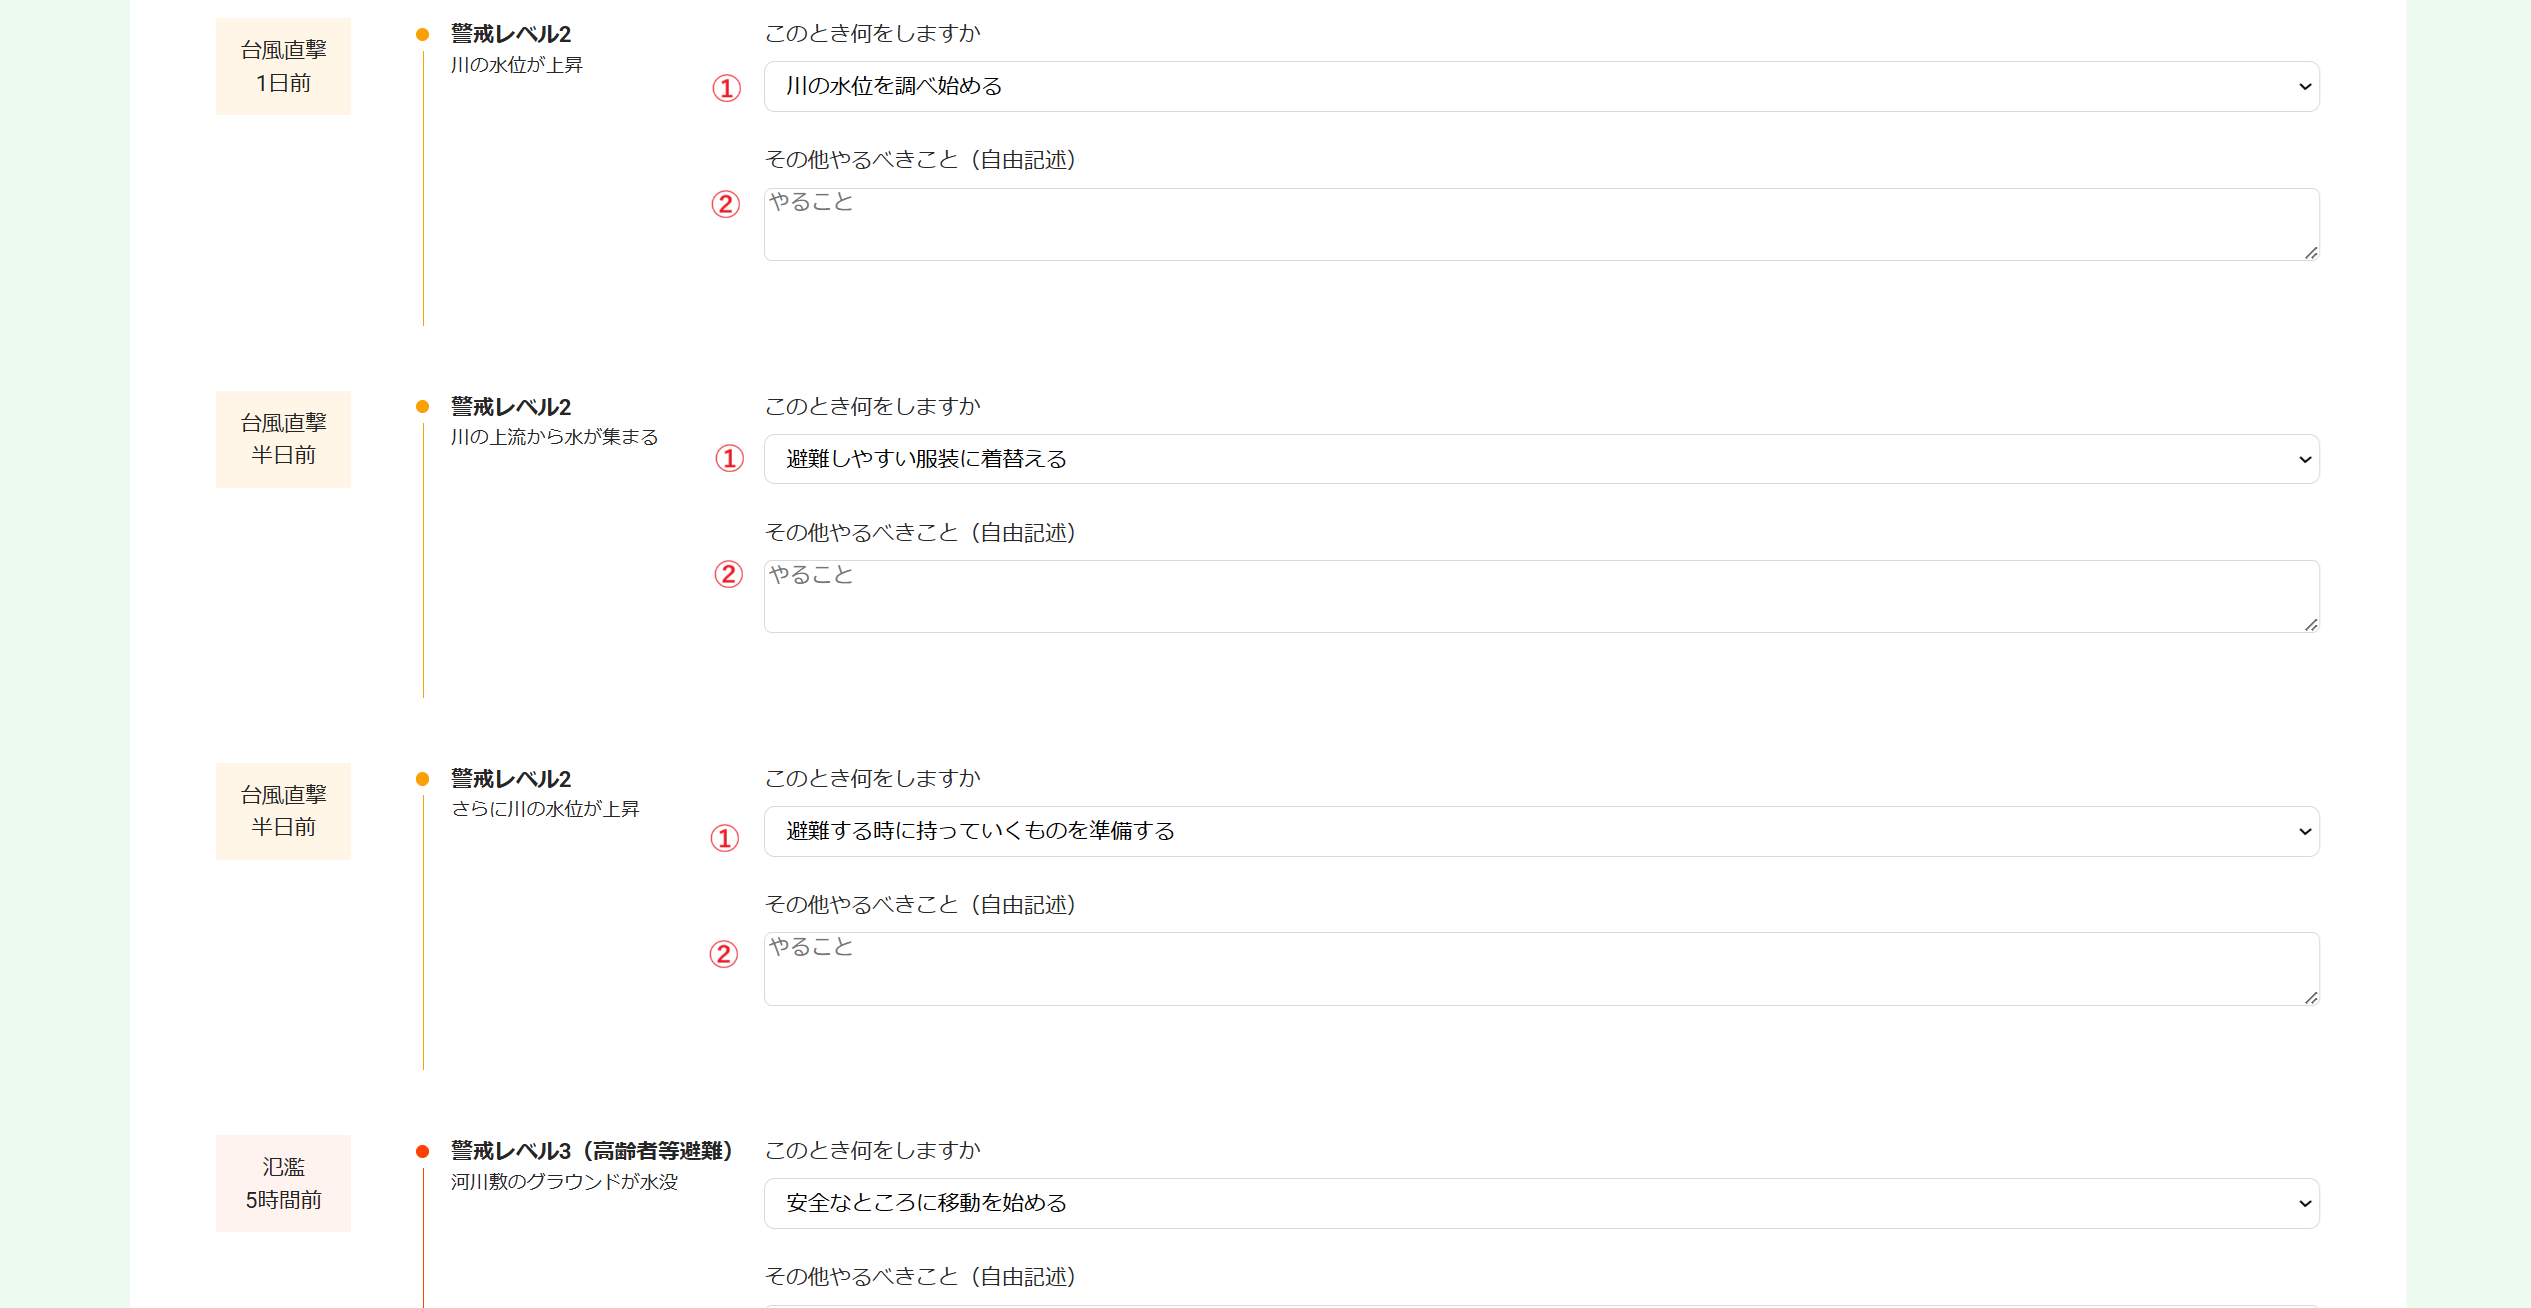 台風直撃
1日前
警戒レベル2
川の水位が上昇
このとき何をしますか
① 川の水位を調べ始める
その他やるべきこと（自由記述）
② やること
台風直撃
半日前
警戒レベル2
川の上流から水が集まる
このとき何をしますか
① 避難しやすい服装に着替える
その他やるべきこと（自由記述）
② やること
台風直撃
半日前
警戒レベル2
さらに川の水位が上昇
このとき何をしますか
① 避難する時に持っていくものを準備する
その他やるべきこと（自由記述）
② やること
氾濫
5時間前
警戒レベル3（高齢者等避難）
河川敷のグラウンドが水没
このとき何をしますか
安全なところに移動を始める
その他やるべきこと（自由記述）